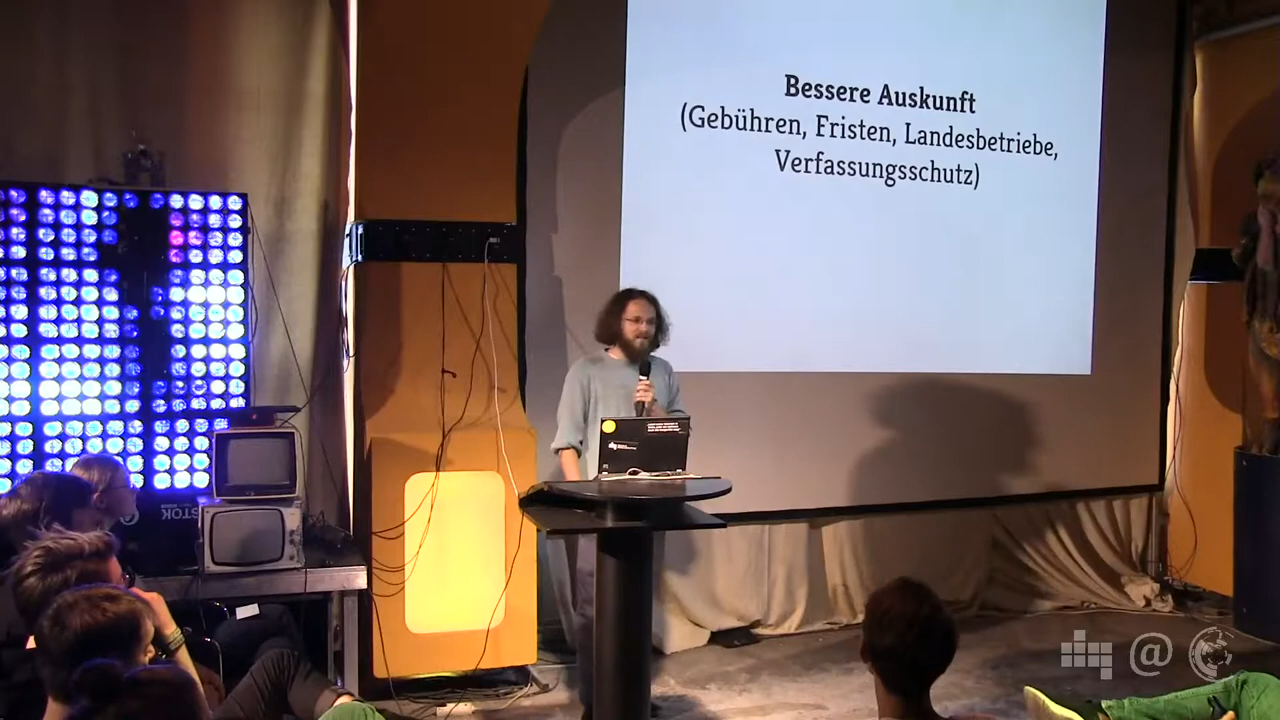 Bessere Auskunft
(Gebühren, Fristen, Landesbetriebe,
Verfassungsschutz)
@